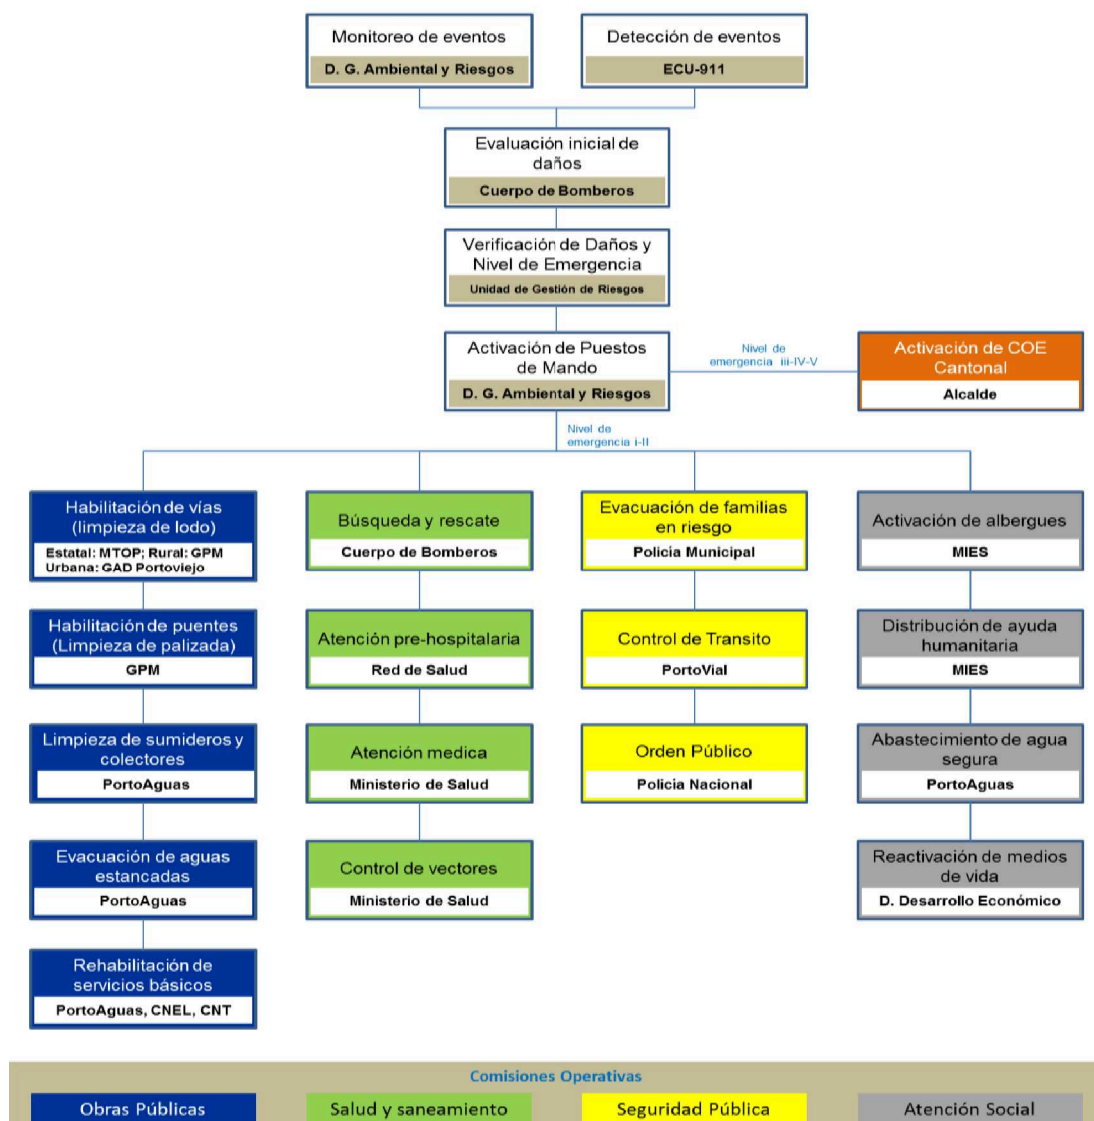 Monitoreo de eventos
D. G. Ambiental y Riesgos
Detección de eventos
ECU-911
Evaluación inicial de
daños
Cuerpo de Bomberos
Verificación de Daños y
Nivel de Emergencia
Unidad de Gestión de Riesgos
Activación de Puestos
de Mando
D. G. Ambiental y Riesgos
Nivel de
emergencia iii-IV-V
Activación de COE
Cantonal
Alcalde
Nivel de
emergencia i-II
Habilitación de vías
(limpieza de lodo)
Estatal: MTOP; Rural: GPM
Urbana: GAD Portoviejo
Habilitación de puentes
(Limpieza de palizada)
GPM
Limpieza de sumideros y
colectores
PortoAguas
Evacuación de aguas
estancadas
PortoAguas
Rehabilitación de
servicios básicos
PortoAguas, CNEL, CNT
Búsqueda y rescate
Cuerpo de Bomberos
Atención pre-hospitalaria
Red de Salud
Atención medica
Ministerio de Salud
Control de vectores
Ministerio de Salud
Evacuación de familias
en riesgo
Policía Municipal
Control de Transito
PortoVial
Orden Público
Policia Nacional
Activación de albergues
MIES
Distribución de ayuda
humanitaria
MIES
Abastecimiento de agua
segura
PortoAguas
Reactivación de medios
de vida
D. Desarrollo Económico
Comisiones Operativas
Obras Públicas
Salud y saneamiento
Seguridad Pública
Atención Social